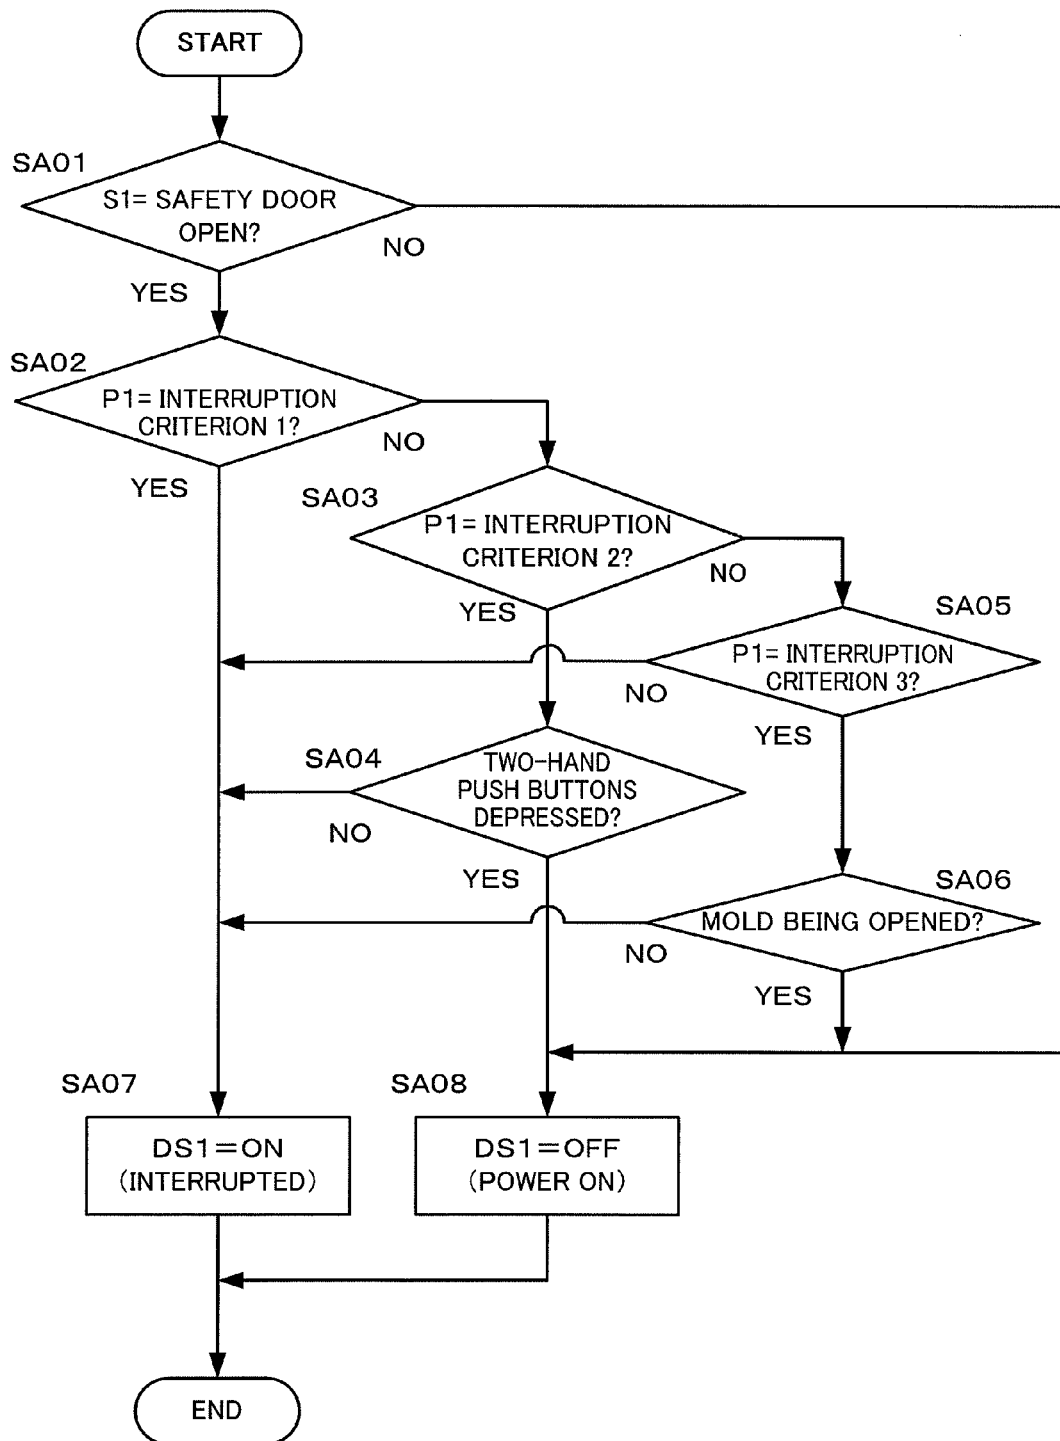 START
SA01
S1= SAFETY DOOR
OPEN?
NO
YES
SA02
P1= INTERRUPTION
CRITERION 1?
NO
YES
SA03
P1= INTERRUPTION
CRITERION 2?
NO
YES
SA05
P1= INTERRUPTION
CRITERION 3?
NO
YES
SA04
TWO-HAND
PUSH BUTTONS
DEPRESSED?
NO
YES
SA06
MOLD BEING OPENED?
NO
YES
SA07
DS1=ON
(INTERRUPTED)
SA08
DS1=OFF
(POWER ON)
END